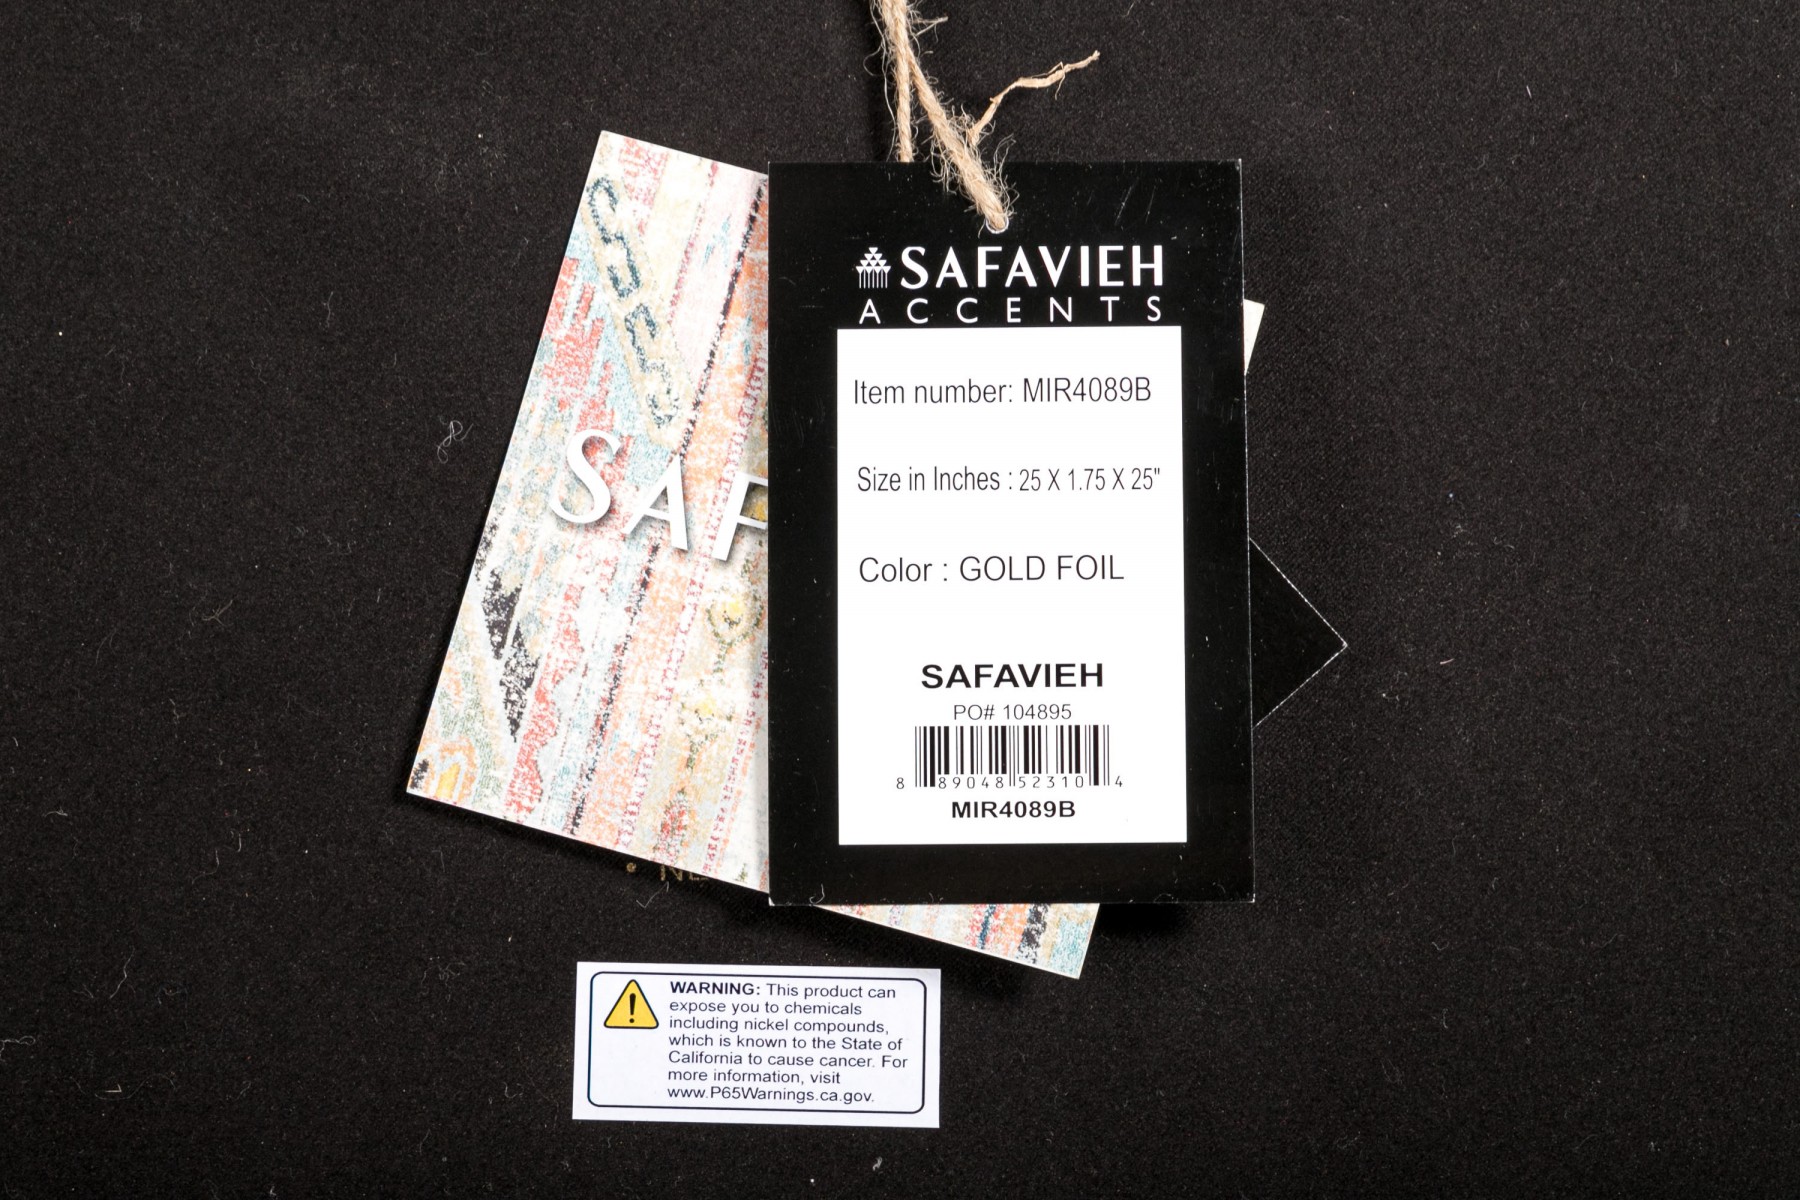 SAFAVIEH
ACCENTS
Item number: MIR4089B
Size in Inches : 25 X 1.75 X 25"
Color : GOLD FOIL
SAFAVIEH
PO# 104895
8 89048 52310 4
MIR4089B
SAF
WARNING: This product can
expose you to chemicals
including nickel compounds,
which is known to the State of
California to cause cancer. For
more information, visit
www.P65Warnings.ca.gov.